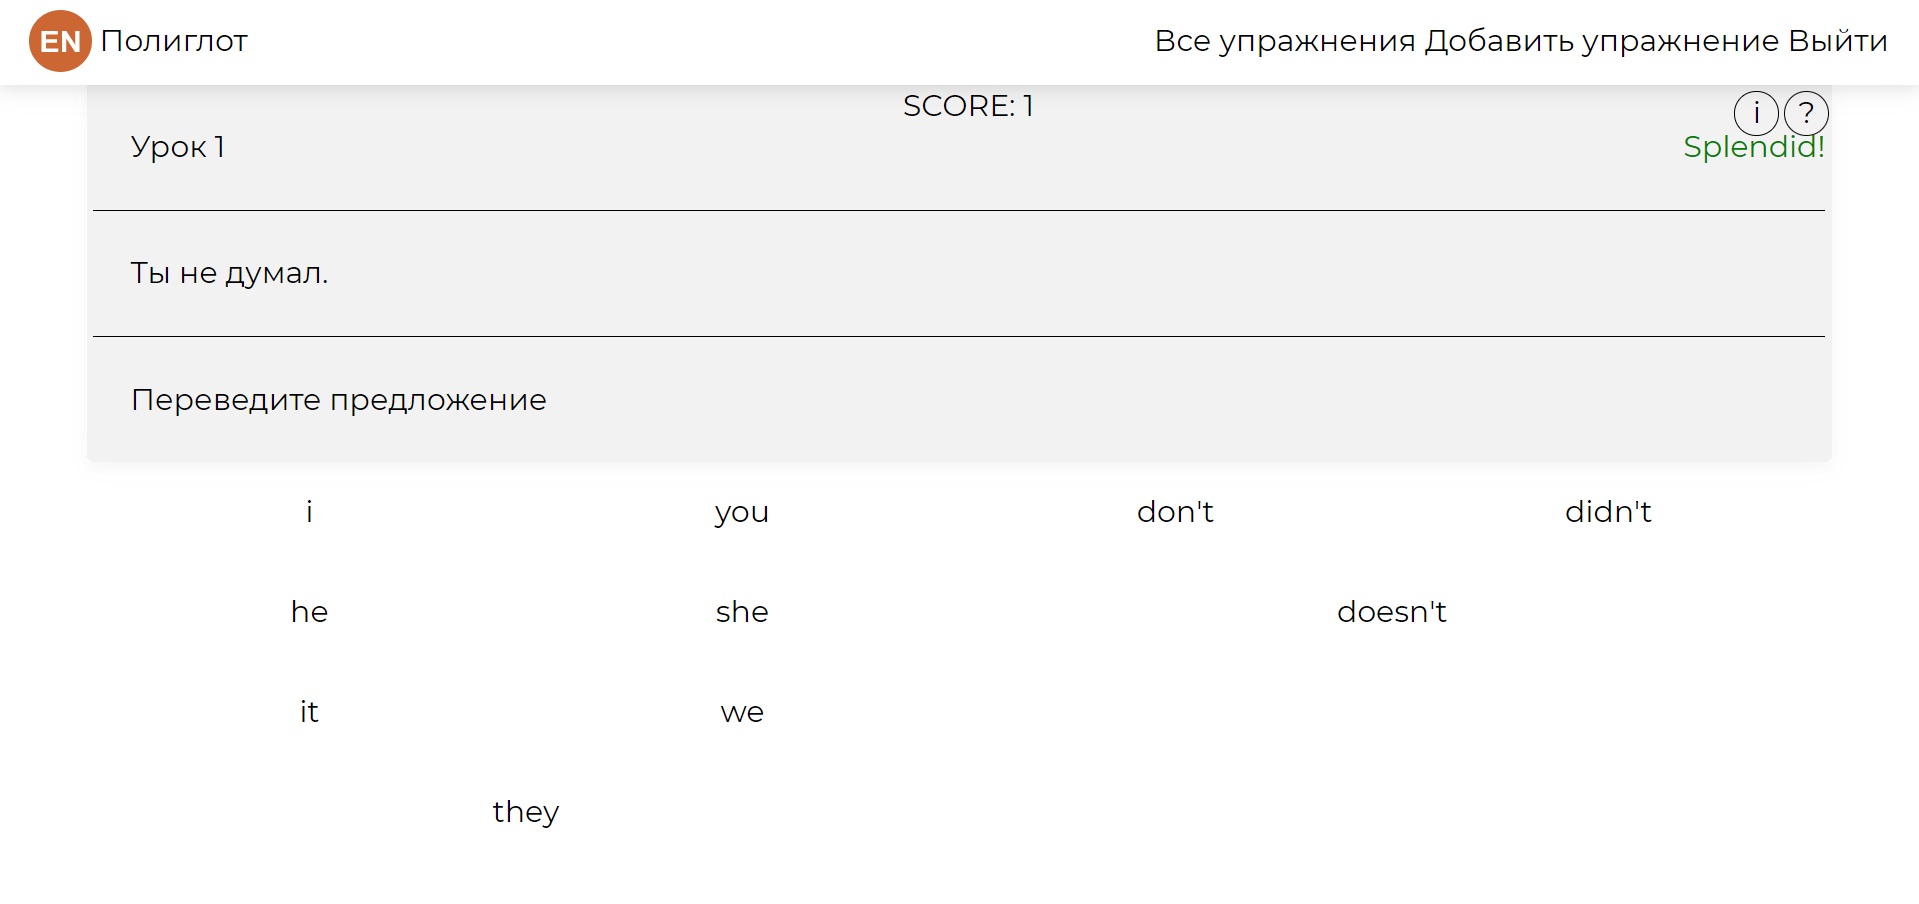 EN Полиглот Все упражнения Добавить упражнение Выйти
SCORE: 1
i ?
Урок 1 Splendid!
Ты не думал.
Переведите предложение
i you don't didn't
he she doesn't
it we
they